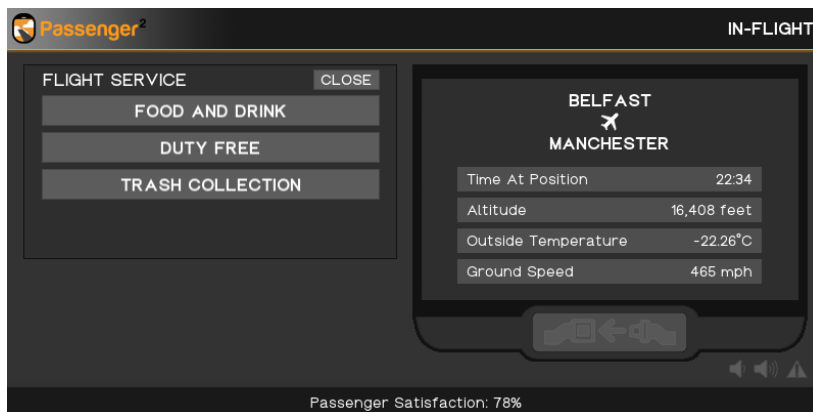 Passenger²
IN-FLIGHT
FLIGHT SERVICE
CLOSE
FOOD AND DRINK
DUTY FREE
TRASH COLLECTION
BELFAST
MANCHESTER
Time At Position 22:34
Altitude 16,408 feet
Outside Temperature -22.26°C
Ground Speed 465 mph
Passenger Satisfaction: 78%